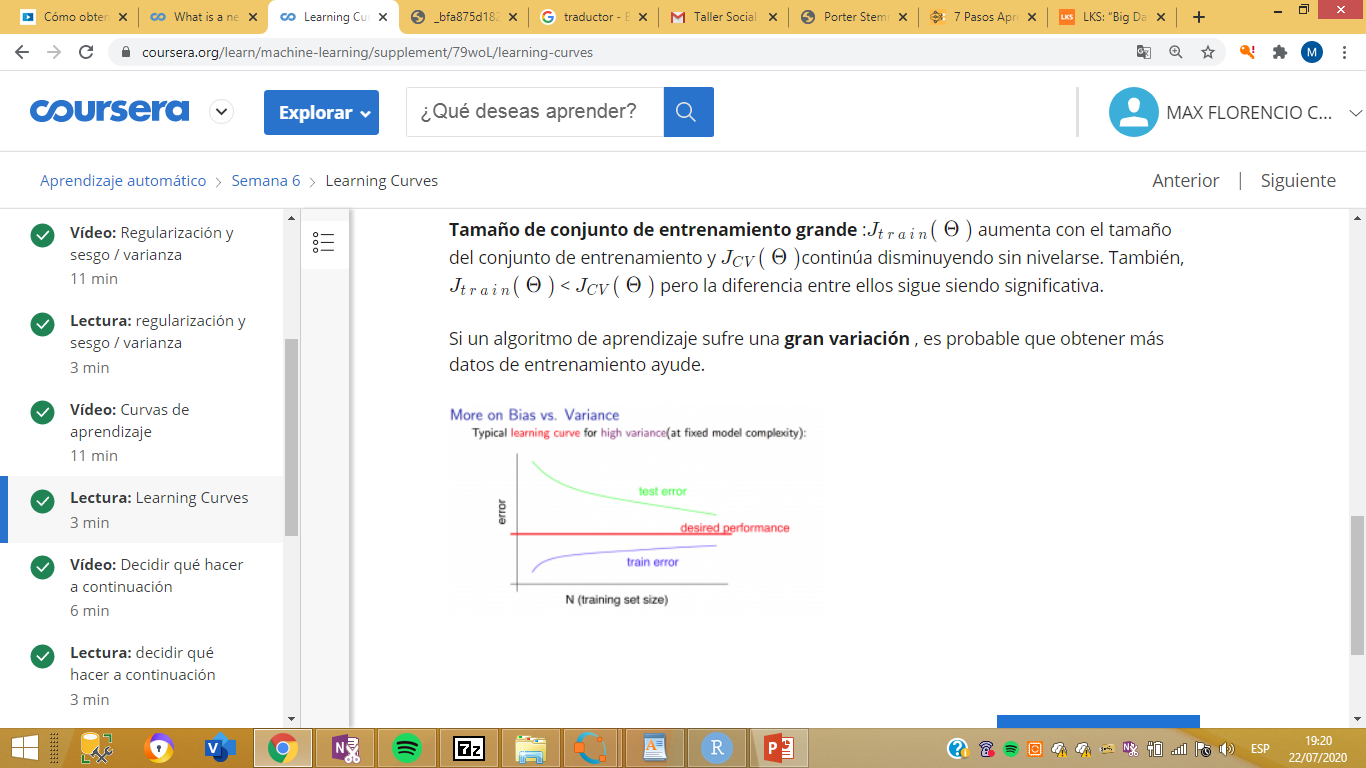 Cómo obten
What is a ne
Learning Cu
_bfa875d182
traductor - B
Taller Social
Porter Stemm
7 Pasos Apre
LKS: "Big Da
coursera.org/learn/machine-learning/supplement/79woL/learning-curves
M
coursera
Explorar
¿Qué deseas aprender?
MAX FLORENCIO C...
Aprendizaje automático > Semana 6 > Learning Curves
Anterior | Siguiente
Vídeo: Regularización y
sesgo / varianza
11 min
Lectura: regularización y
sesgo / varianza
3 min
Vídeo: Curvas de
aprendizaje
11 min
Lectura: Learning Curves
3 min
Vídeo: Decidir qué hacer
a continuación
6 min
Lectura: decidir qué
hacer a continuación
3 min
Tamaño de conjunto de entrenamiento grande :J_train(Θ) aumenta con el tamaño
del conjunto de entrenamiento y J_CV(Θ)continúa disminuyendo sin nivelarse. También,
J_train(Θ) < J_CV(Θ) pero la diferencia entre ellos sigue siendo significativa.
Si un algoritmo de aprendizaje sufre una gran variación , es probable que obtener más
datos de entrenamiento ayude.
More on Bias vs. Variance
Typical learning curve for high variance(at fixed model complexity):
test error
error
desired performance
train error
N (training set size)
7z
R
ESP
19:20
22/07/2020